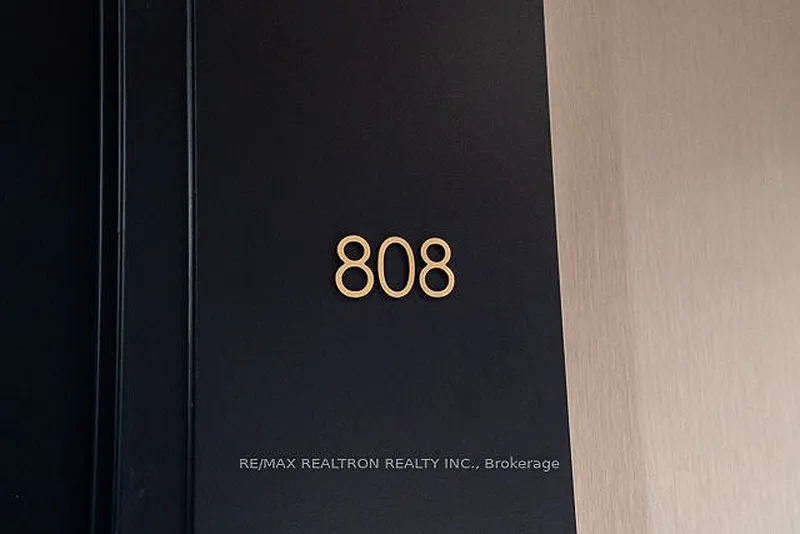 808
RE/MAX REALTRON REALTY INC., Brokerage